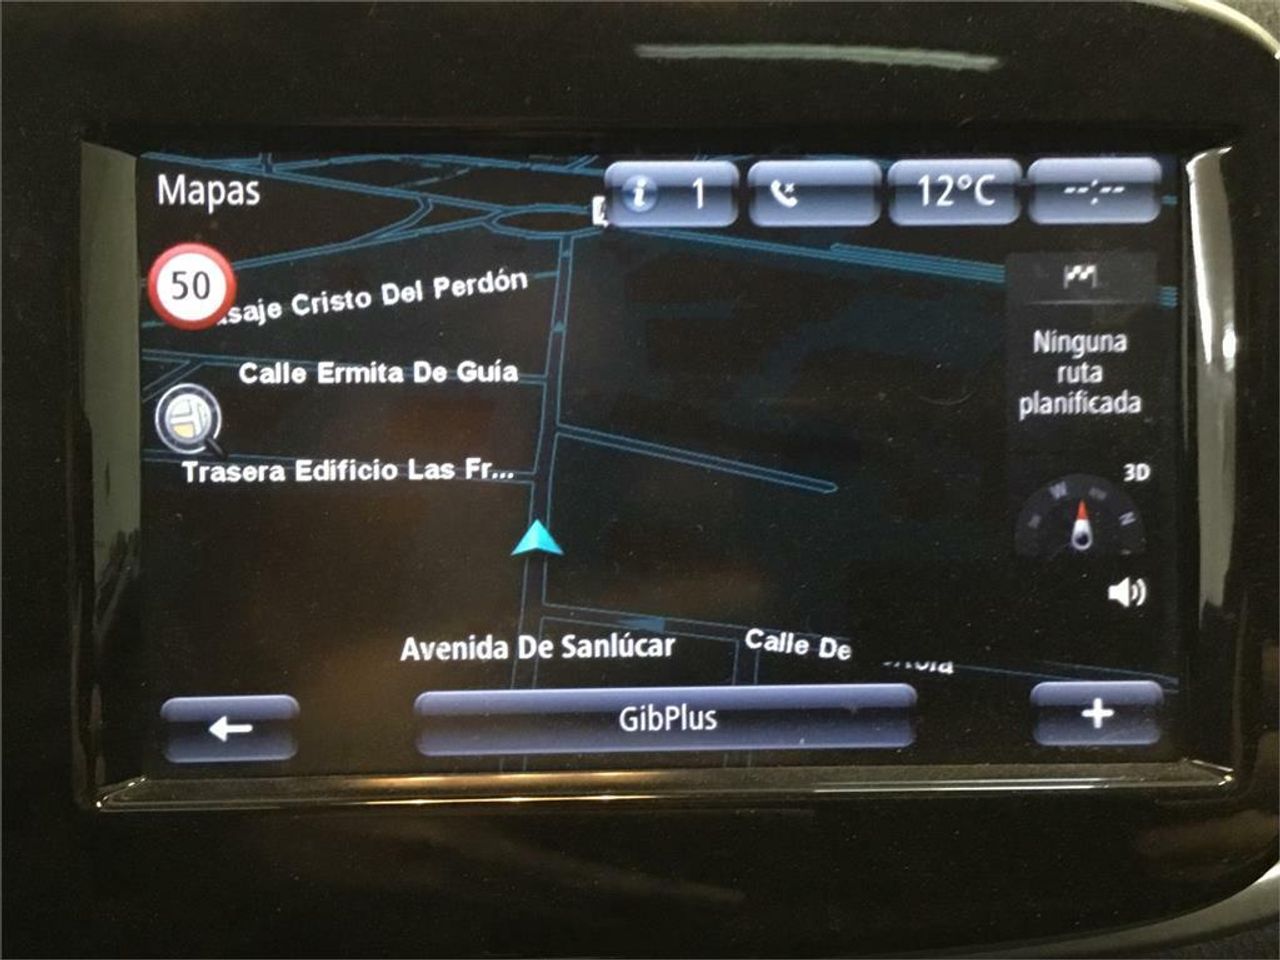 Mapas
1
12°C
--:--
50
Cristo Del Perdón
Ninguna
ruta
planificada
Calle Ermita De Guía
Trasera Edificio Las Fr...
3D
W
N
Avenida De Sanlúcar
Calle De
GibPlus